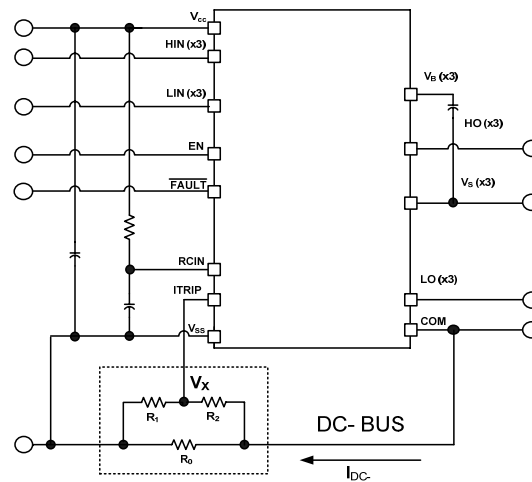 Vcc
HIN (x3)
LIN (x3)
EN
FAULT
RCIN
ITRIP
VSS
VB (x3)
HO (x3)
VS (x3)
LO (x3)
COM
VX
R1
R2
R0
DC- BUS
IDC-